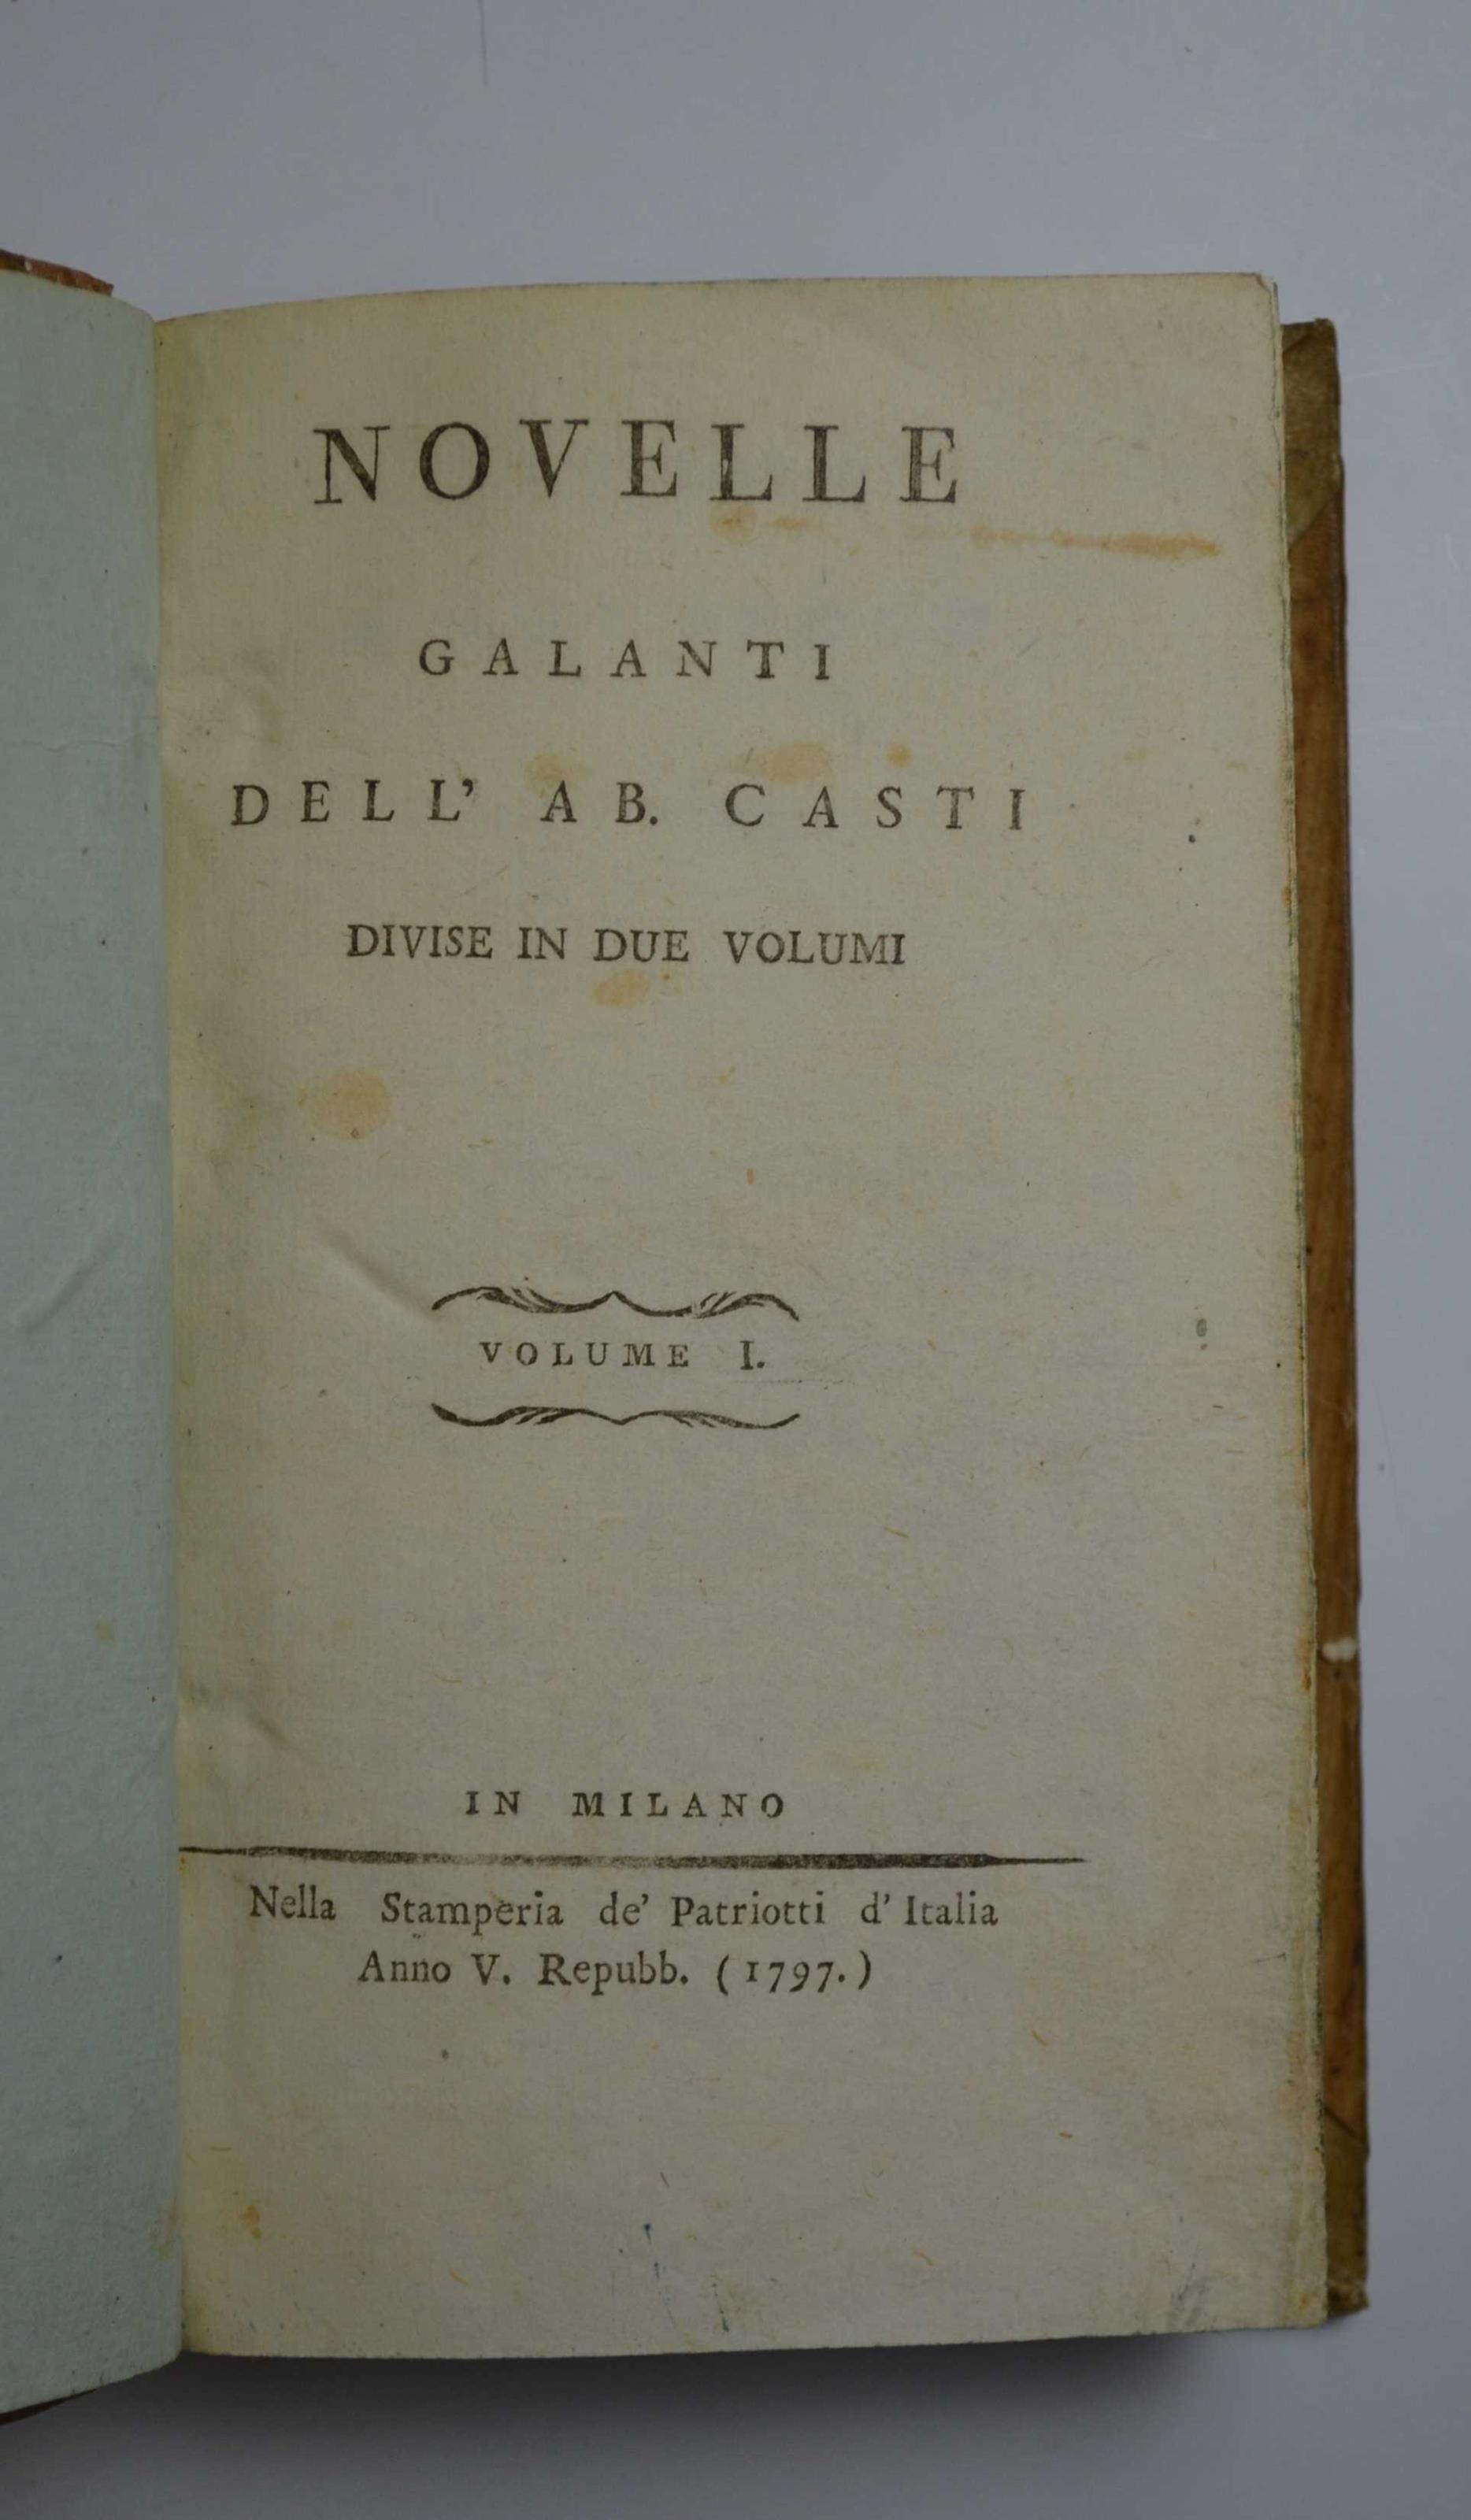 NOVELLE
GALANTI
DELL' AB. CASTI
DIVISE IN DUE VOLUMI
VOLUME I.
IN MILANO
Nella Stamperia de' Patriotti d' Italia
Anno V. Repubb. (1797.)